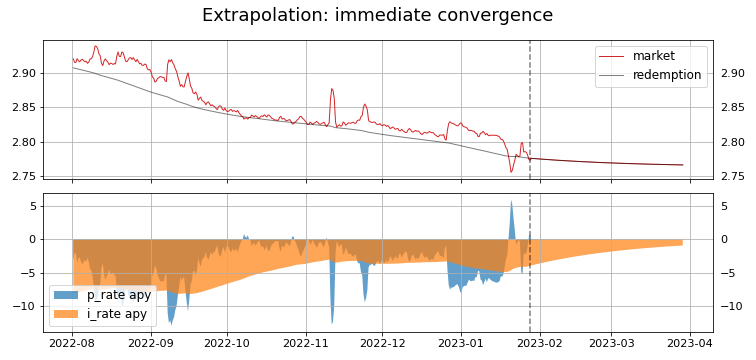 Extrapolation: immediate convergence
market
redemption
2.90
2.85
2.80
2.75
2.90
2.85
2.80
2.75
5
0
−5
−10
5
0
−5
−10
p_rate apy
i_rate apy
2022-08 2022-09 2022-10 2022-11 2022-12 2023-01 2023-02 2023-03 2023-04